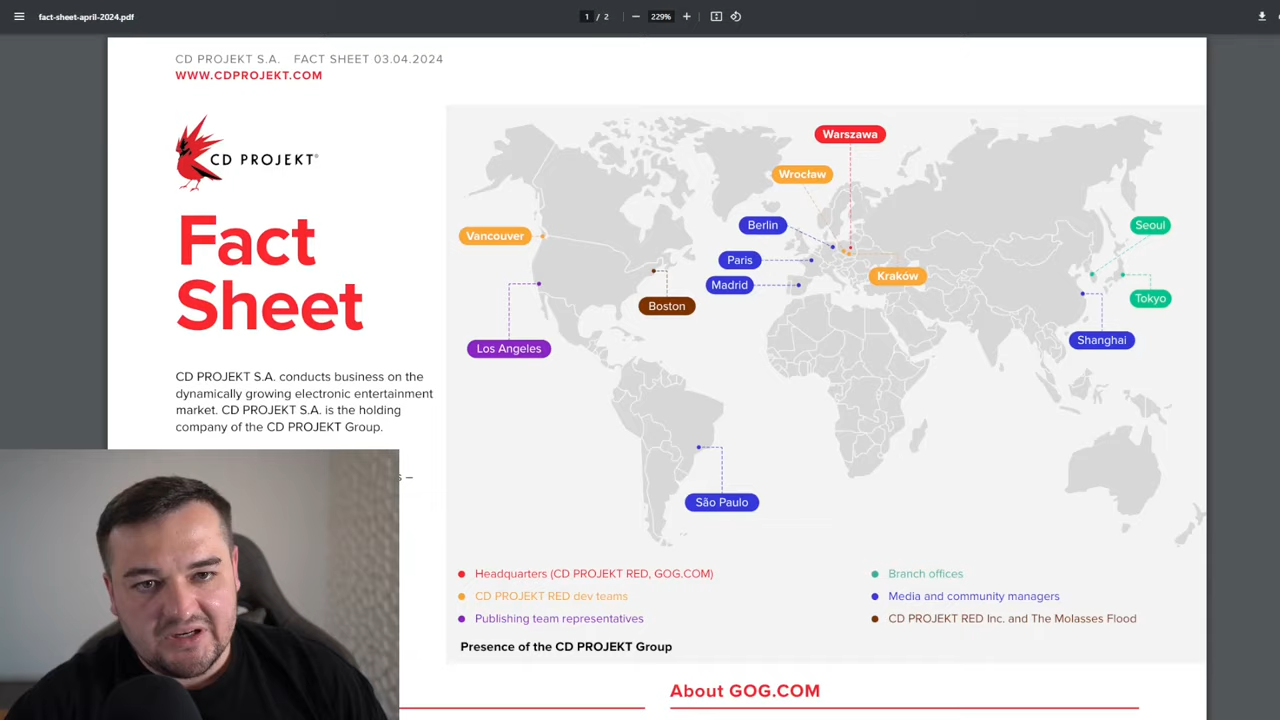 fact-sheet-april-2024.pdf
1 / 2
229%
CD PROJEKT S.A. FACT SHEET 03.04.2024
WWW.CDPROJEKT.COM
CD PROJEKT®
Fact
Sheet
CD PROJEKT S.A. conducts business on the
dynamically growing electronic entertainment
market. CD PROJEKT S.A. is the holding
company of the CD PROJEKT Group.
Warszawa
Wrocław
Berlin
Seoul
Vancouver
Paris
Kraków
Madrid
Tokyo
Boston
Shanghai
Los Angeles
São Paulo
Headquarters (CD PROJEKT RED, GOG.COM)
CD PROJEKT RED dev teams
Publishing team representatives
Branch offices
Media and community managers
CD PROJEKT RED Inc. and The Molasses Flood
Presence of the CD PROJEKT Group
About GOG.COM